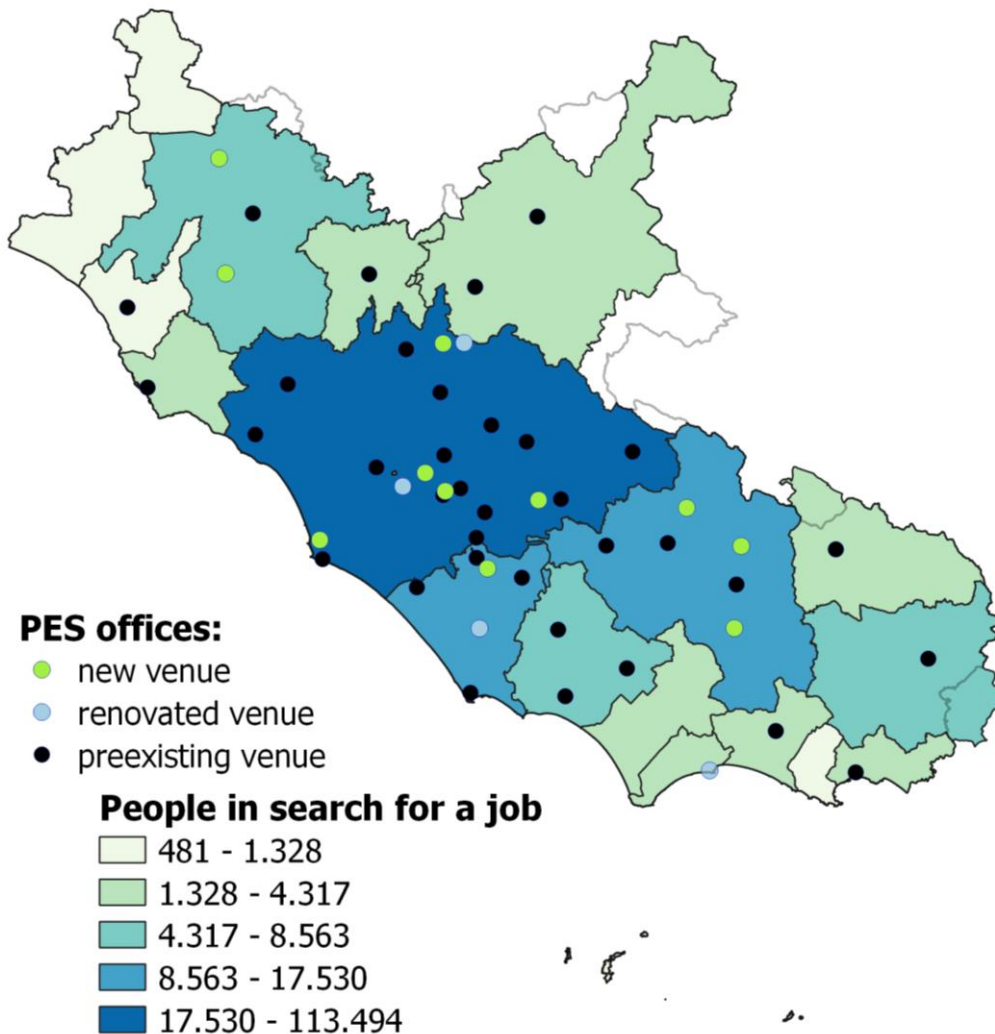 PES offices:
new venue
renovated venue
preexisting venue
People in search for a job
481 - 1.328
1.328 - 4.317
4.317 - 8.563
8.563 - 17.530
17.530 - 113.494